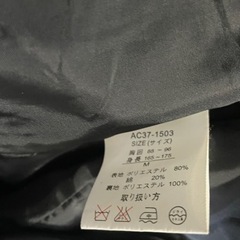 AC37-1503
SIZE(サイズ)
胸囲 88-96
身長 165-175
M
表地 ポリエステル 80%
綿 20%
裏地 ポリエステル 100%
取り扱い方